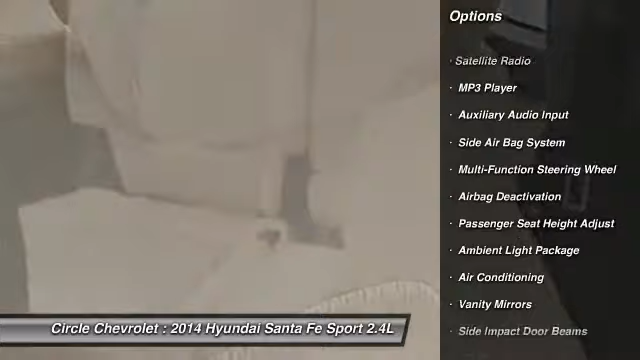 Options
· Satellite Radio
· MP3 Player
· Auxiliary Audio Input
· Side Air Bag System
· Multi-Function Steering Wheel
· Airbag Deactivation
· Passenger Seat Height Adjust
· Ambient Light Package
· Air Conditioning
· Vanity Mirrors
· Side Impact Door Beams
Circle Chevrolet : 2014 Hyundai Santa Fe Sport 2.4L